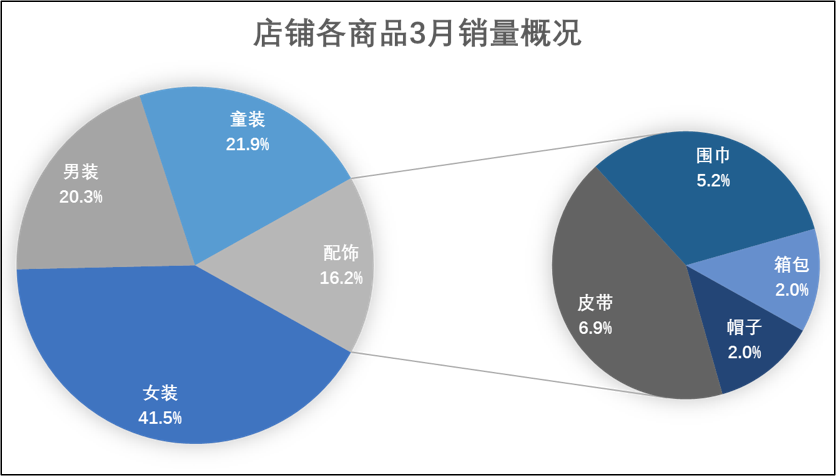 店铺各商品3月销量概况
童装
21.9%
男装
20.3%
配饰
16.2%
女装
41.5%
围巾
5.2%
箱包
2.0%
帽子
2.0%
皮带
6.9%